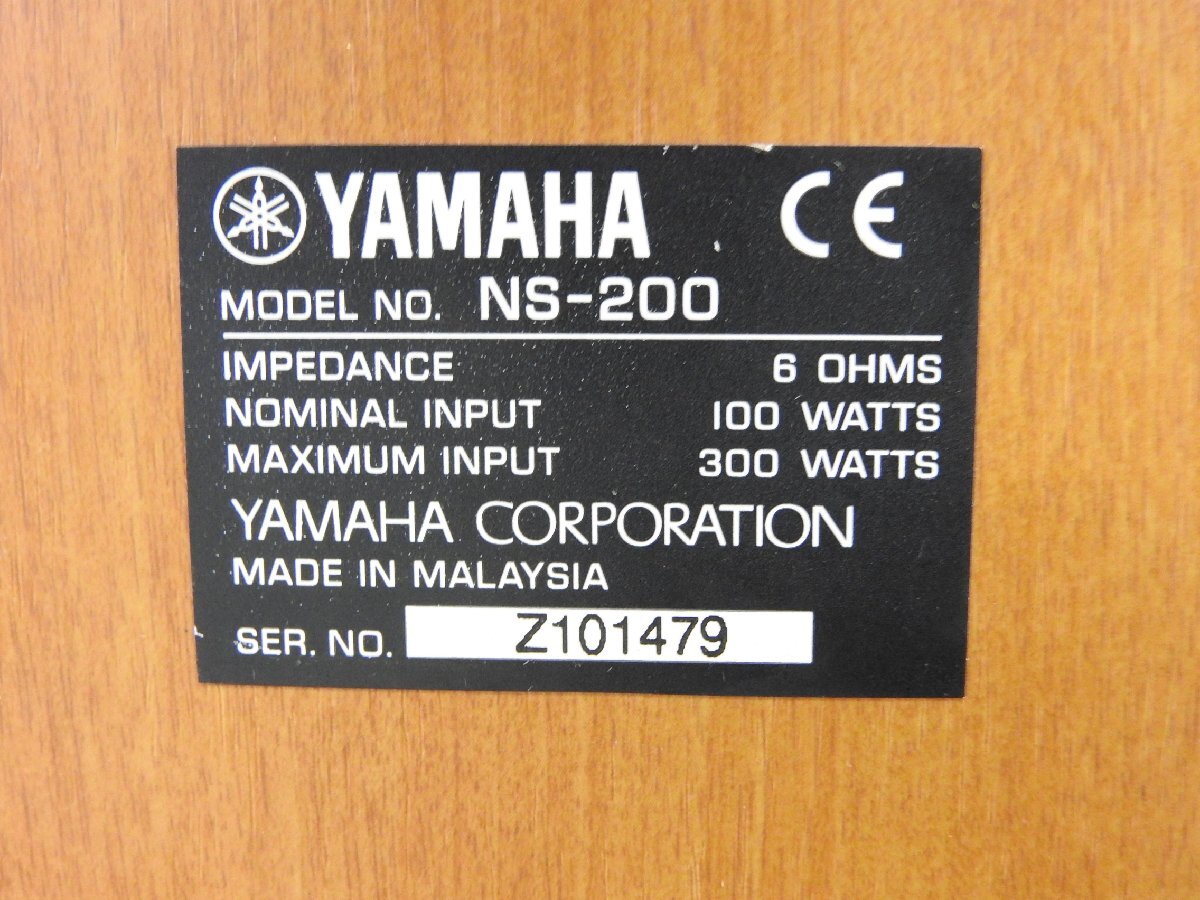 YAMAHA CE
MODEL NO. NS-200
IMPEDANCE 6 OHMS
NOMINAL INPUT 100 WATTS
MAXIMUM INPUT 300 WATTS
YAMAHA CORPORATION
MADE IN MALAYSIA
SER. NO. Z101479